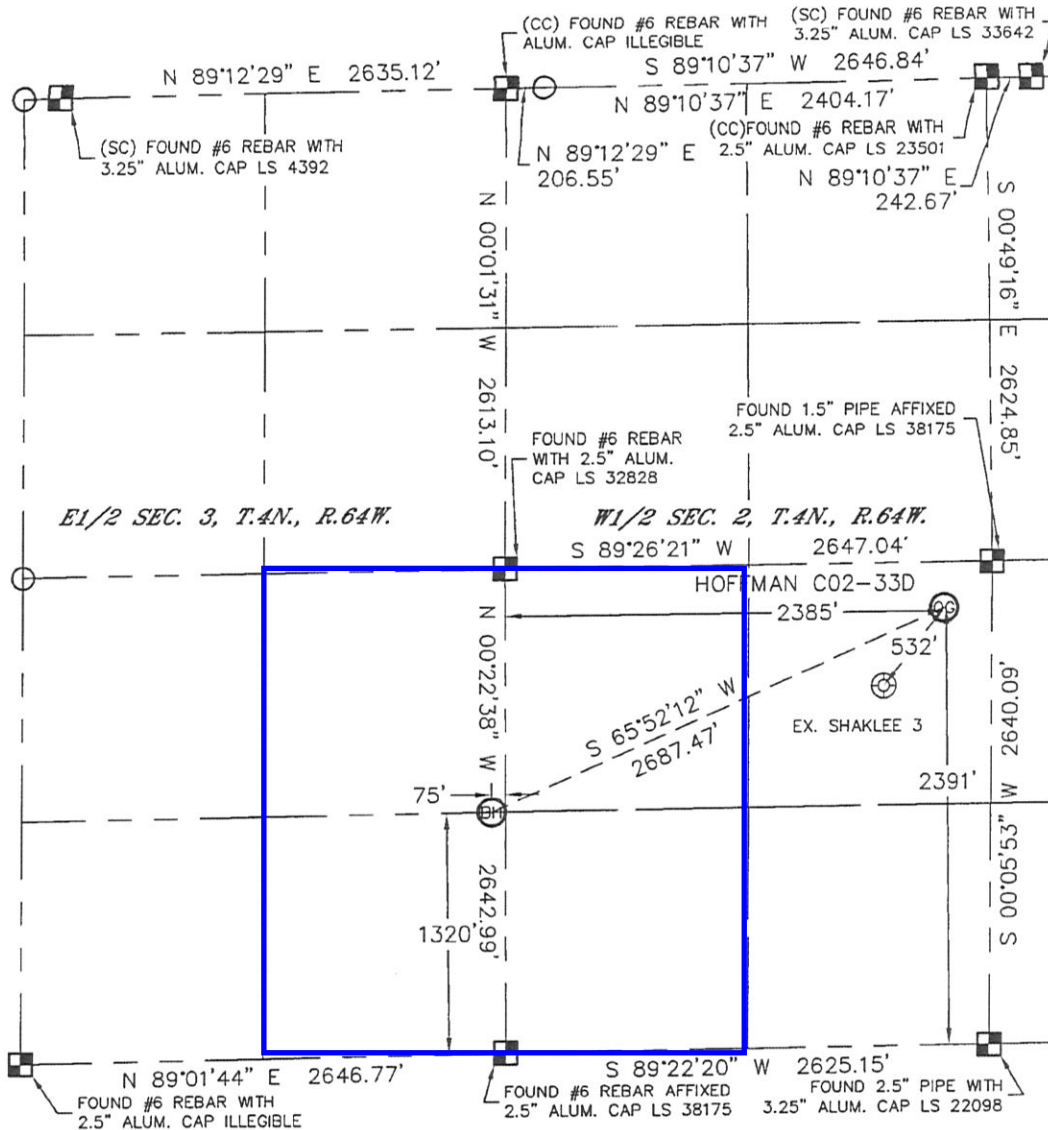 (CC) FOUND #6 REBAR WITH
ALUM. CAP ILLEGIBLE
(SC) FOUND #6 REBAR WITH
3.25" ALUM. CAP LS 33642
N 89°12'29" E 2635.12'
S 89°10'37" W 2646.84'
N 89°10'37" E 2404.17'
(SC) FOUND #6 REBAR WITH
3.25" ALUM. CAP LS 4392
(CC)FOUND #6 REBAR WITH
2.5" ALUM. CAP LS 23501
N 89°12'29" E
206.55'
N 89°10'37" E
242.67'
N 00°01'31" W 2613.10'
S 00°49'16" E 2624.85'
FOUND 1.5" PIPE AFFIXED
2.5" ALUM. CAP LS 38175
FOUND #6 REBAR
WITH 2.5" ALUM.
CAP LS 32828
E1/2 SEC. 3, T.4N., R.64W.
W1/2 SEC. 2, T.4N., R.64W.
S 89°26'21" W 2647.04'
HOFFMAN C02-33D
2385'
OG
532'
N 00°22'38" W 2642.99'
S 65°52'12" W
2687.47'
EX. SHAKLEE 3
S 00°05'53" W 2640.09'
2391'
75'
BH
1320'
N 89°01'44" E 2646.77'
S 89°22'20" W 2625.15'
FOUND #6 REBAR WITH
2.5" ALUM. CAP ILLEGIBLE
FOUND #6 REBAR AFFIXED
2.5" ALUM. CAP LS 38175
FOUND 2.5" PIPE WITH
3.25" ALUM. CAP LS 22098